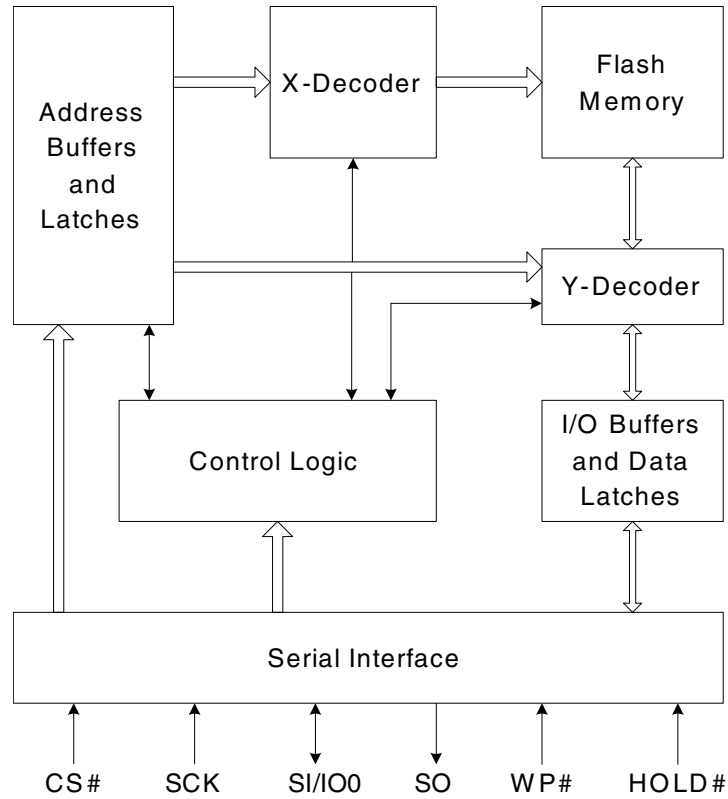 Address
Buffers
and
Latches
X-Decoder
Flash
Memory
Y-Decoder
Control Logic
I/O Buffers
and Data
Latches
Serial Interface
CS#
SCK
SI/IO0
SO
WP#
HOLD#